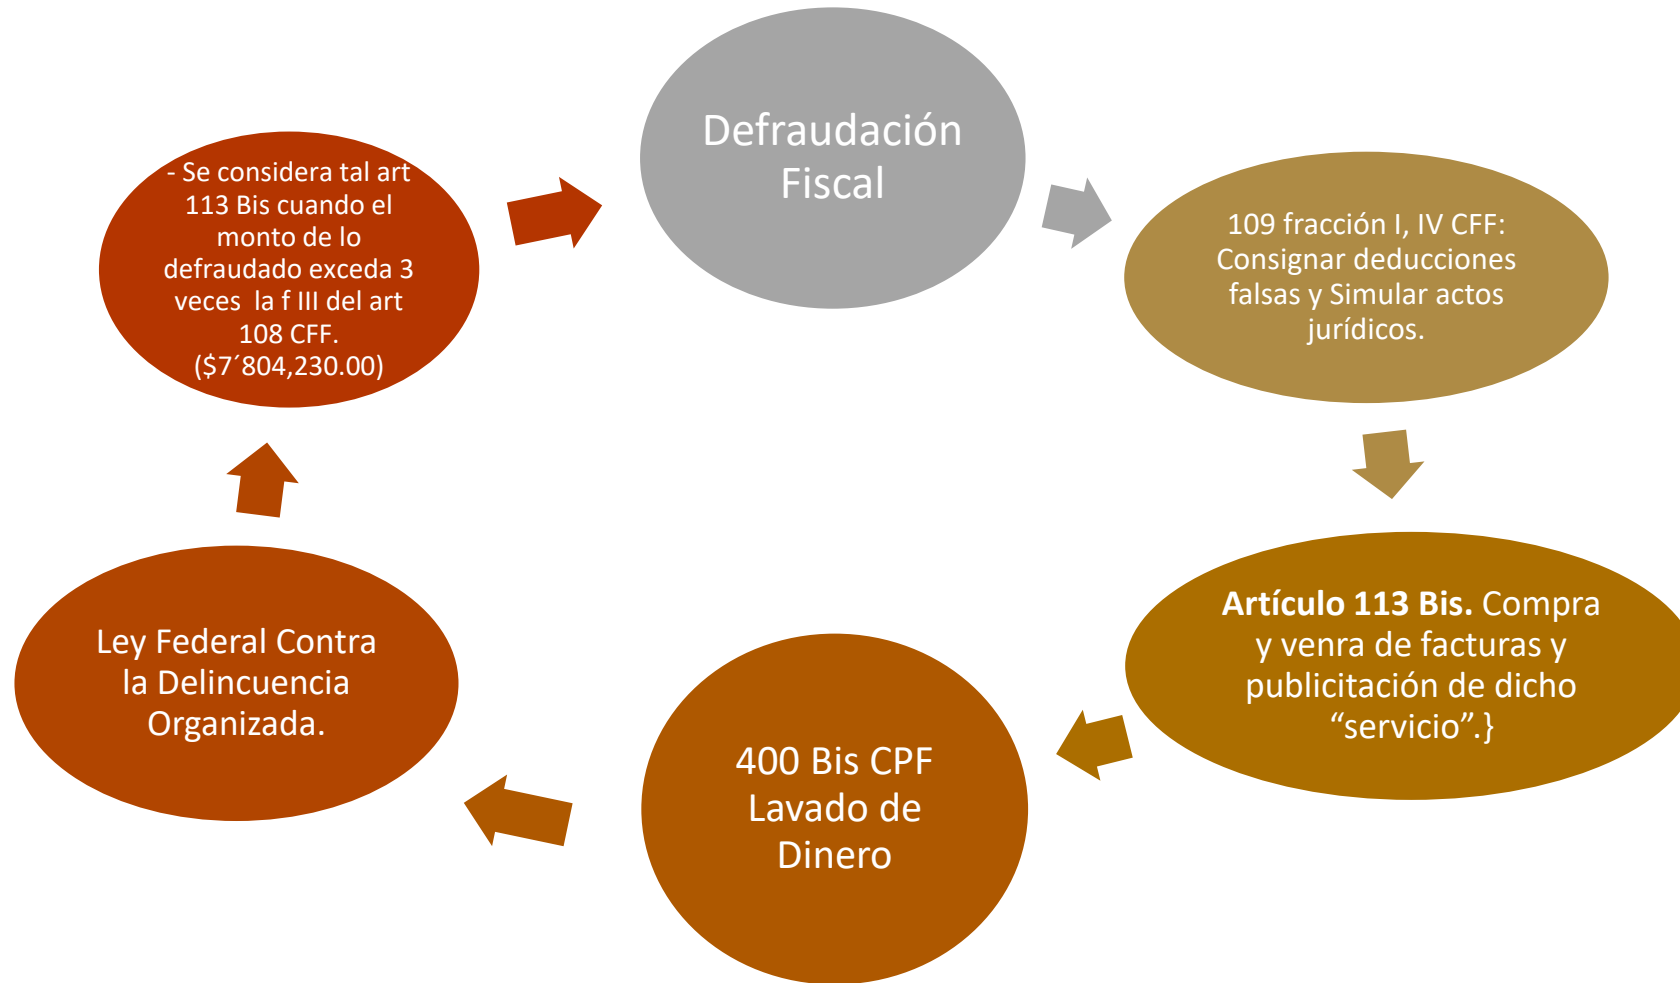 Defraudación
Fiscal
109 fracción I, IV CFF:
Consignar deducciones
falsas y Simular actos
jurídicos.
Artículo 113 Bis. Compra
y venra de facturas y
publicitación de dicho
“servicio”.}
400 Bis CPF
Lavado de
Dinero
Ley Federal Contra
la Delincuencia
Organizada.
- Se considera tal art
113 Bis cuando el
monto de lo
defraudado exceda 3
veces  la f III del art
108 CFF.
($7´804,230.00)